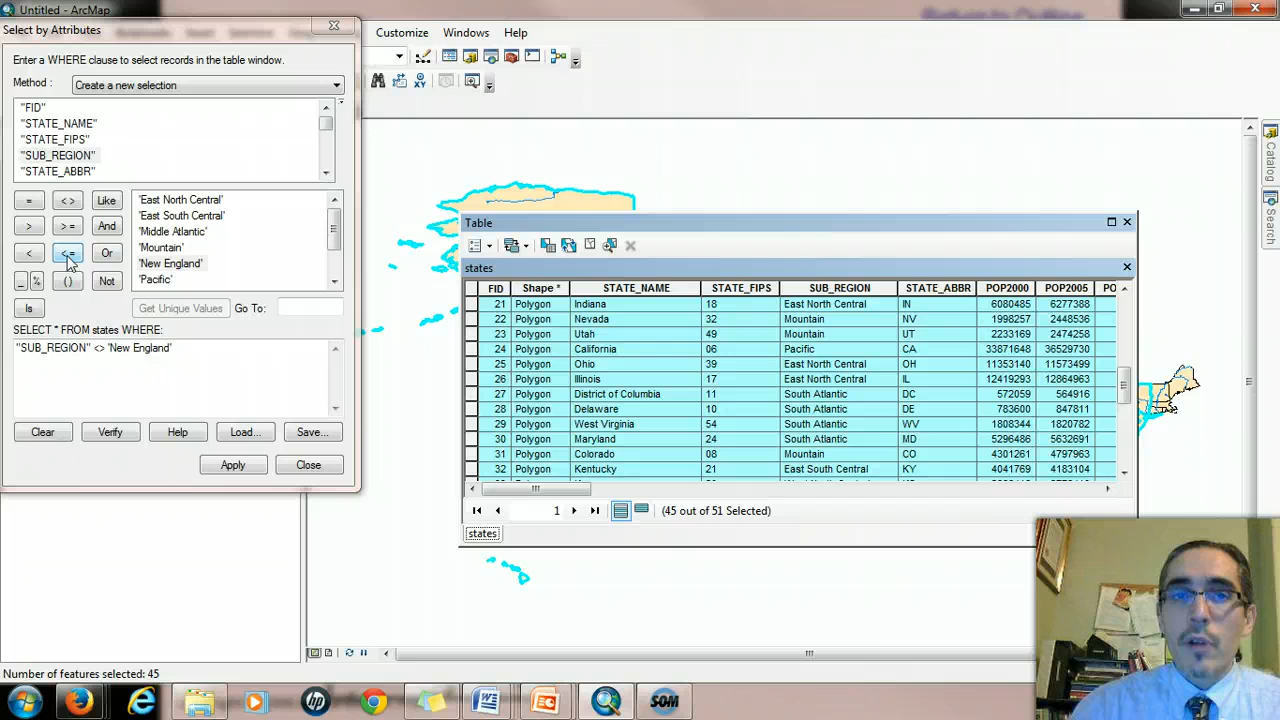 Untitled - ArcMap
Select by Attributes
Customize Windows Help
Enter a WHERE clause to select records in the table window.
Method : Create a new selection
"FID"
"STATE_NAME"
"STATE_FIPS"
"SUB_REGION"
"STATE_ABBR"
= < > Like
> > = And
< < = Or
_ % ( ) Not
Is
'East North Central'
'East South Central'
'Middle Atlantic'
'Mountain'
'New England'
'Pacific'
Get Unique Values Go To:
SELECT * FROM states WHERE:
"SUB_REGION" <> 'New England'
Clear Verify Help Load... Save...
Apply Close
Table
states
FID Shape * STATE_NAME STATE_FIPS SUB_REGION STATE_ABBR POP2000 POP2005 PO
21 Polygon Indiana 18 East North Central IN 6080485 6277388
22 Polygon Nevada 32 Mountain NV 1998257 2448536
23 Polygon Utah 49 Mountain UT 2233169 2474258
24 Polygon California 06 Pacific CA 33871648 36529730
25 Polygon Ohio 39 East North Central OH 11353140 11573499
26 Polygon Illinois 17 East North Central IL 12419293 12864963
27 Polygon District of Columbia 11 South Atlantic DC 572059 564916
28 Polygon Delaware 10 South Atlantic DE 783600 847811
29 Polygon West Virginia 54 South Atlantic WV 1808344 1820782
30 Polygon Maryland 24 South Atlantic MD 5296486 5632691
31 Polygon Colorado 08 Mountain CO 4301261 4797963
32 Polygon Kentucky 21 East South Central KY 4041769 4183104
1 (45 out of 51 Selected)
states
Catalog
Search
Number of features selected: 45
hp
SOM